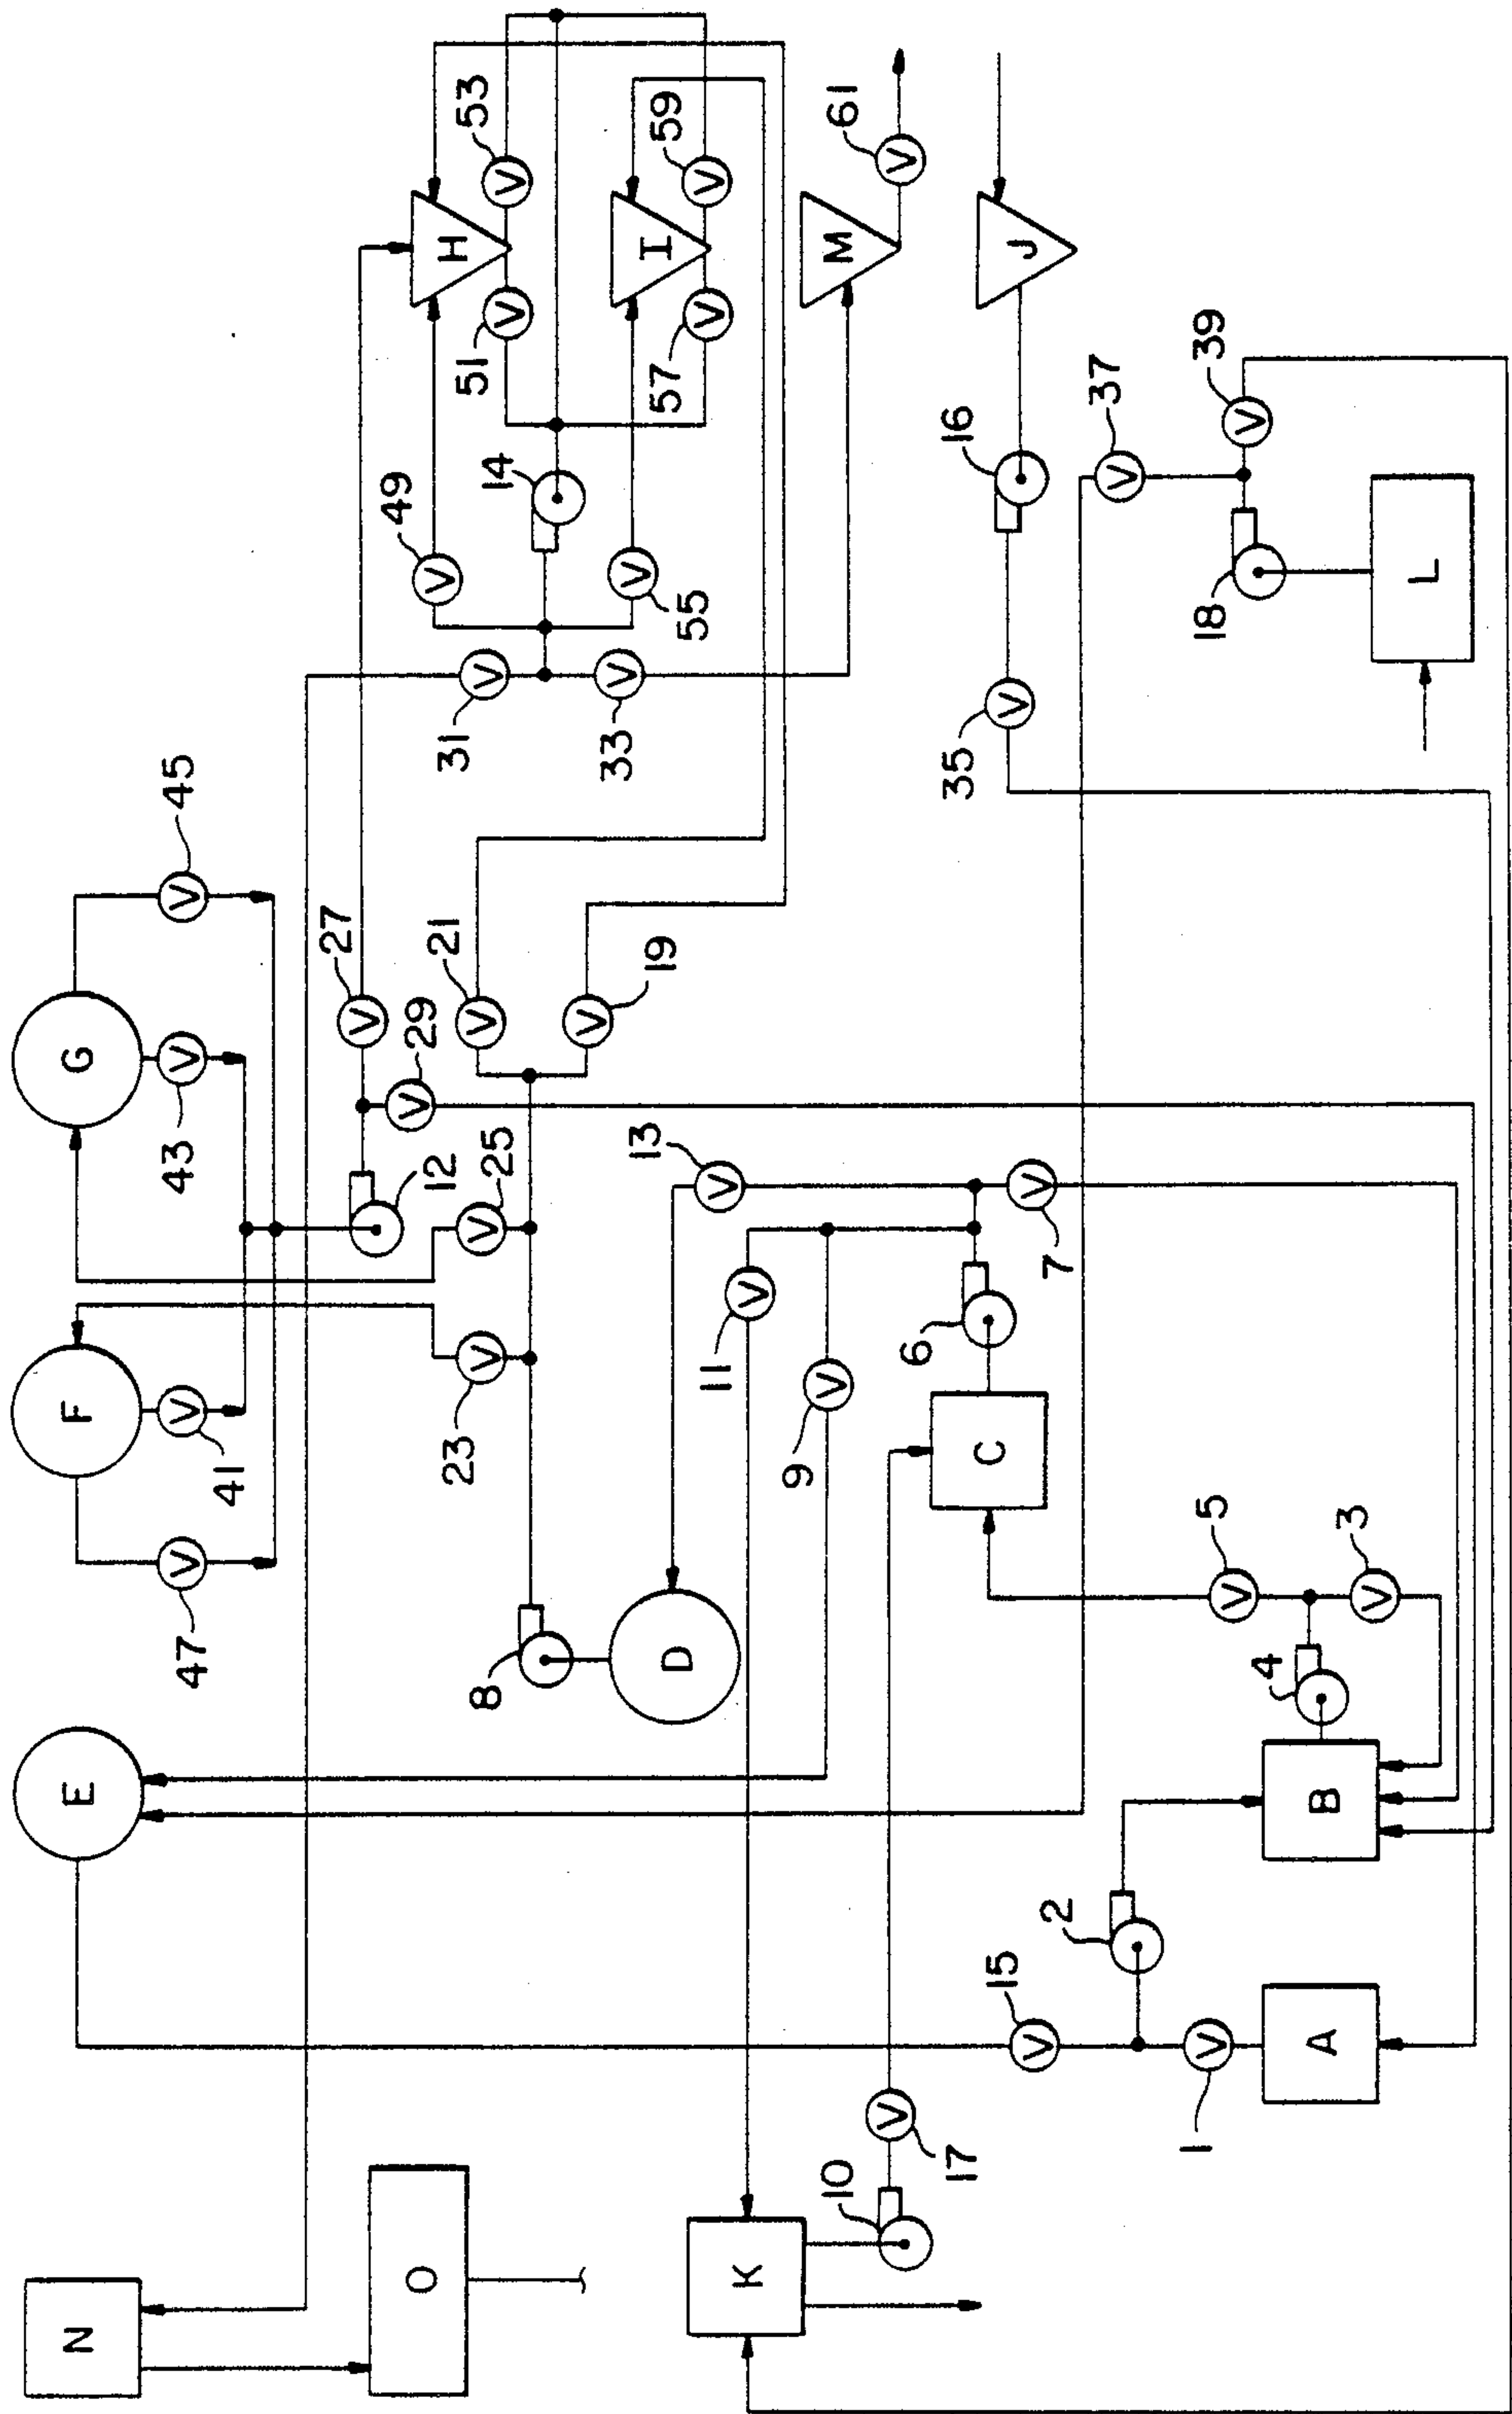 N
E
F
G
47
V
41
V
43
V
45
V
O
27
V
12
29
V
25
V
23
V
8
21
V
19
V
31
V
49
V
H
51
V
53
V
14
33
V
55
V
57
V
I
59
V
D
13
V
K
11
V
9
V
M
61
V
10
17
V
6
C
7
V
16
J
35
V
15
V
2
37
V
1
V
5
V
4
18
39
V
A
B
3
V
L